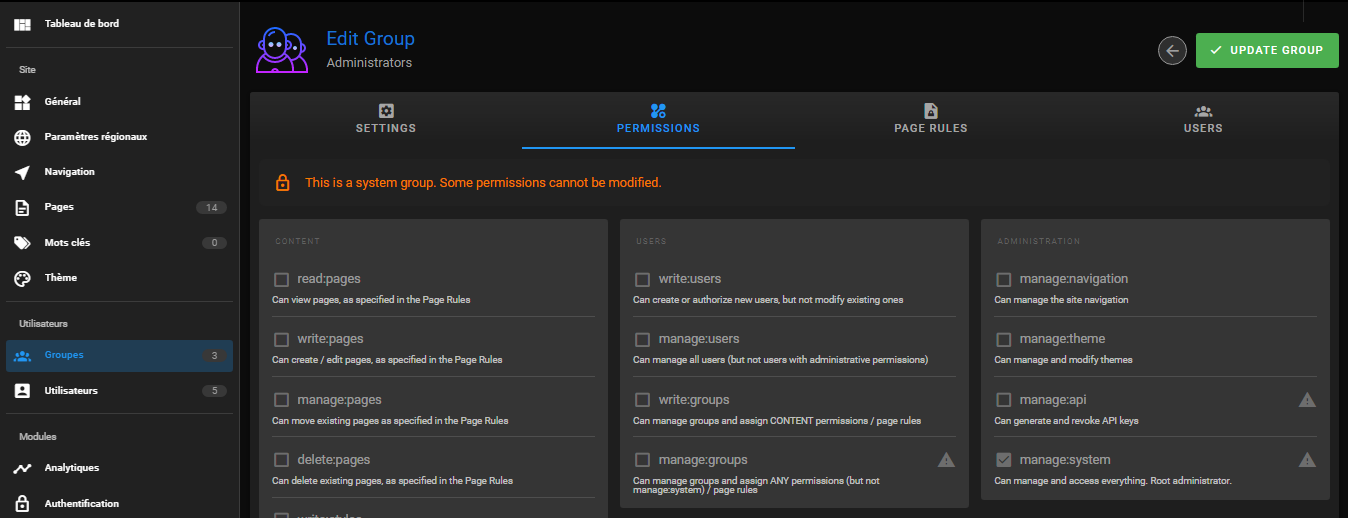 Tableau de bord
Site
Général
Paramètres régionaux
Navigation
Pages 14
Mots clés 0
Thème
Utilisateurs
Groupes 3
Utilisateurs 5
Modules
Analytiques
Authentification
Edit Group
Administrators
UPDATE GROUP
SETTINGS
PERMISSIONS
PAGE RULES
USERS
This is a system group. Some permissions cannot be modified.
CONTENT
read:pages
Can view pages, as specified in the Page Rules
write:pages
Can create / edit pages, as specified in the Page Rules
manage:pages
Can move existing pages as specified in the Page Rules
delete:pages
Can delete existing pages, as specified in the Page Rules
write:styles
USERS
write:users
Can create or authorize new users, but not modify existing ones
manage:users
Can manage all users (but not users with administrative permissions)
write:groups
Can manage groups and assign CONTENT permissions / page rules
manage:groups
Can manage groups and assign ANY permissions (but not
manage:system) / page rules
ADMINISTRATION
manage:navigation
Can manage the site navigation
manage:theme
Can manage and modify themes
manage:api
Can generate and revoke API keys
manage:system
Can manage and access everything. Root administrator.